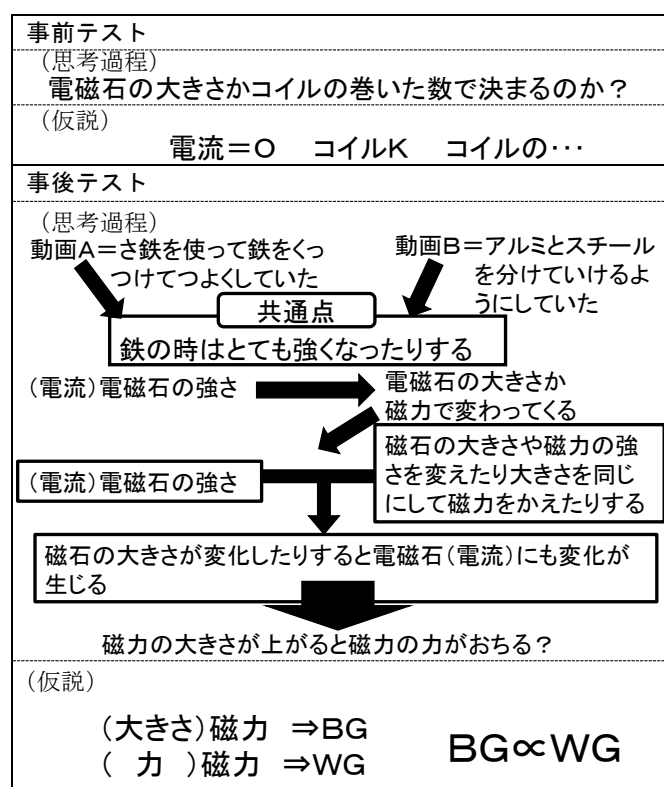 事前テスト
（思考過程）
電磁石の大きさかコイルの巻いた数で決まるのか？
（仮説）
電流＝O　コイルK　コイルの…
事後テスト
（思考過程）
動画A＝さ鉄を使って鉄をくっ
つけてつよくしていた
動画B＝アルミとスチール
を分けていけるよ
うにしていた
共通点
鉄の時はとても強くなったりする
（電流）電磁石の強さ
電磁石の大きさか
磁力で変わってくる
（電流）電磁石の強さ
磁石の大きさや磁力の強
さを変えたり大きさを同じ
にして磁力をかえたりする
磁石の大きさが変化したりすると電磁石（電流）にも変化が
生じる
磁力の大きさが上がると磁力の力がおちる？
（仮説）
（大きさ）磁力　⇒BG
（　力　）磁力　⇒WG
BG∝WG